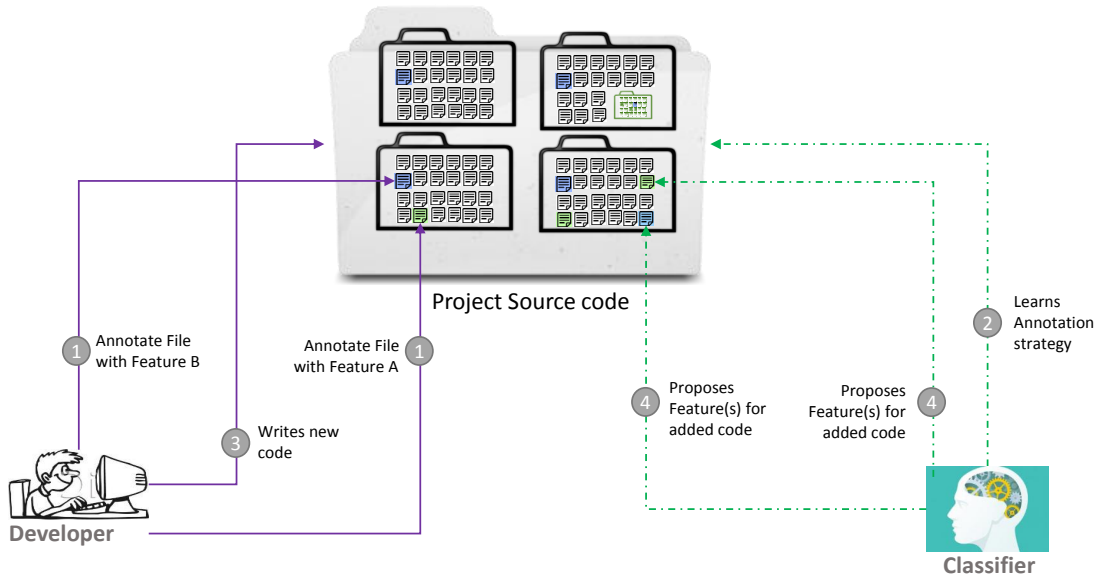 Project Source code
1
Annotate File
with Feature B
Annotate File
with Feature A
1
2
Learns
Annotation
strategy
3
Writes new
code
4
Proposes
Feature(s) for
added code
Proposes
Feature(s) for
added code
4
Developer
Classifier